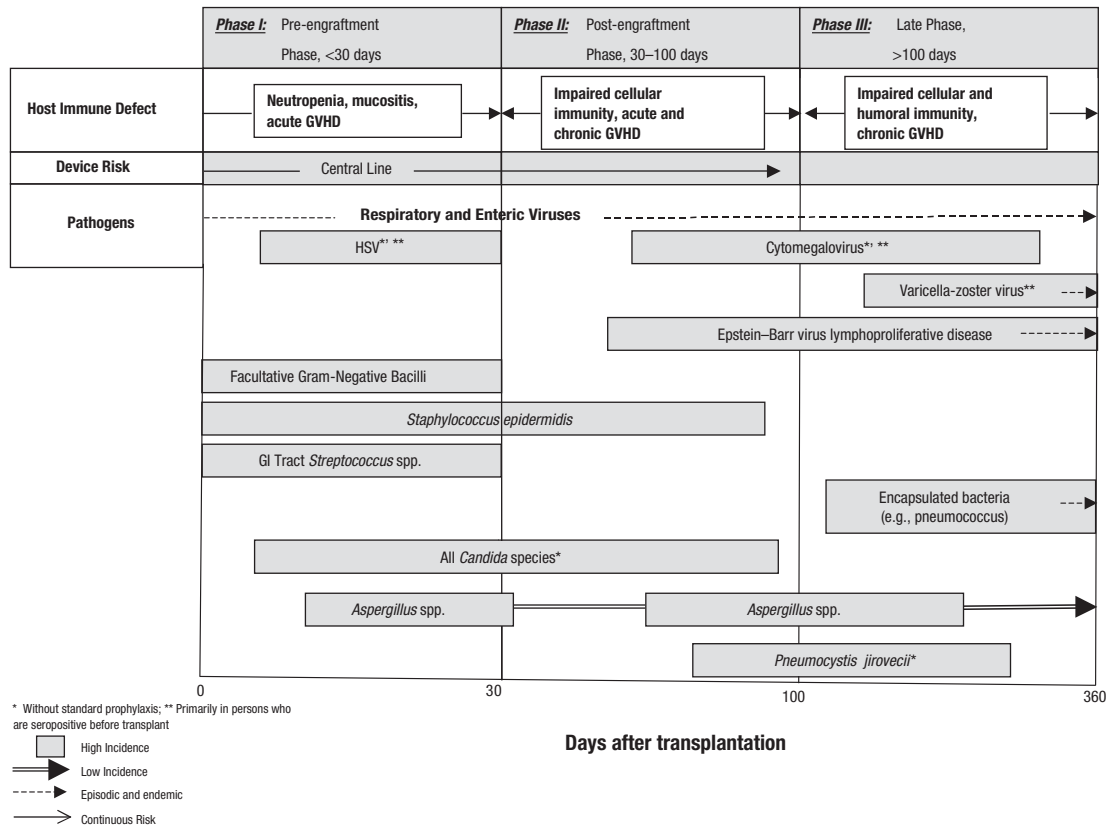 Phase I: Pre-engraftment
Phase, <30 days
Phase II: Post-engraftment
Phase, 30–100 days
Phase III: Late Phase,
>100 days
Host Immune Defect
Neutropenia, mucositis,
acute GVHD
Impaired cellular
immunity, acute and
chronic GVHD
Impaired cellular and
humoral immunity,
chronic GVHD
Device Risk
Central Line
Pathogens
Respiratory and Enteric Viruses
HSV*, **
Cytomegalovirus*, **
Varicella-zoster virus**
Epstein–Barr virus lymphoproliferative disease
Facultative Gram-Negative Bacilli
Staphylococcus epidermidis
GI Tract Streptococcus spp.
Encapsulated bacteria
(e.g., pneumococcus)
All Candida species*
Aspergillus spp.
Aspergillus spp.
Pneumocystis jirovecii*
0
30
100
360
* Without standard prophylaxis; ** Primarily in persons who
are seropositive before transplant
High Incidence
Low Incidence
Episodic and endemic
Continuous Risk
Days after transplantation